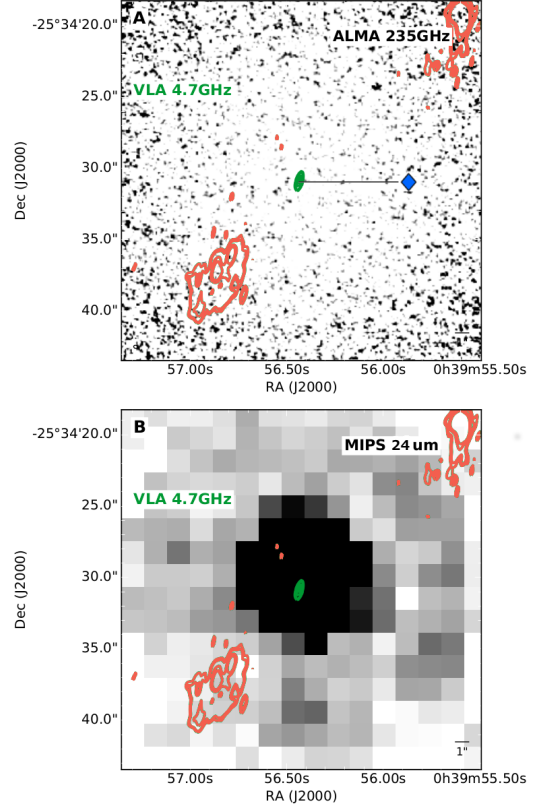 A
ALMA 235GHz
VLA 4.7GHz
-25°34'20.0"
25.0"
30.0"
35.0"
40.0"
Dec (J2000)
57.00s 56.50s 56.00s 0h39m55.50s
RA (J2000)
B
MIPS 24um
VLA 4.7GHz
-25°34'20.0"
25.0"
30.0"
35.0"
40.0"
Dec (J2000)
1"
57.00s 56.50s 56.00s 0h39m55.50s
RA (J2000)